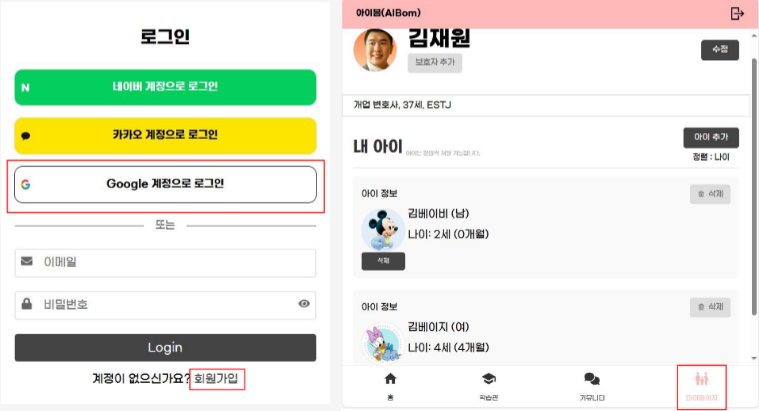 로그인
N 네이버 계정으로 로그인
카카오 계정으로 로그인
G Google 계정으로 로그인
또는
이메일
비밀번호
Login
계정이 없으신가요? 회원가입
아이봄(AIBom)
김재원
보호자 추가
수정
개업 변호사, 37세, ESTJ
내 아이
아이 추가
정렬 : 나이
아이 정보
삭제
김베이비 (남)
나이: 2세 (0개월)
삭제
아이 정보
삭제
김베이지 (여)
나이: 4세 (4개월)
홈
학습관
커뮤니티
마이페이지